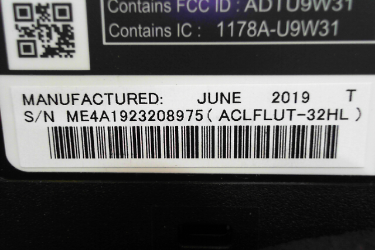 Contains FCC ID : ADTU9W31
Contains IC : 1178A-U9W31
MANUFACTURED: JUNE 2019 T
S/N ME4A1923208975(ACLFLUT-32HL)